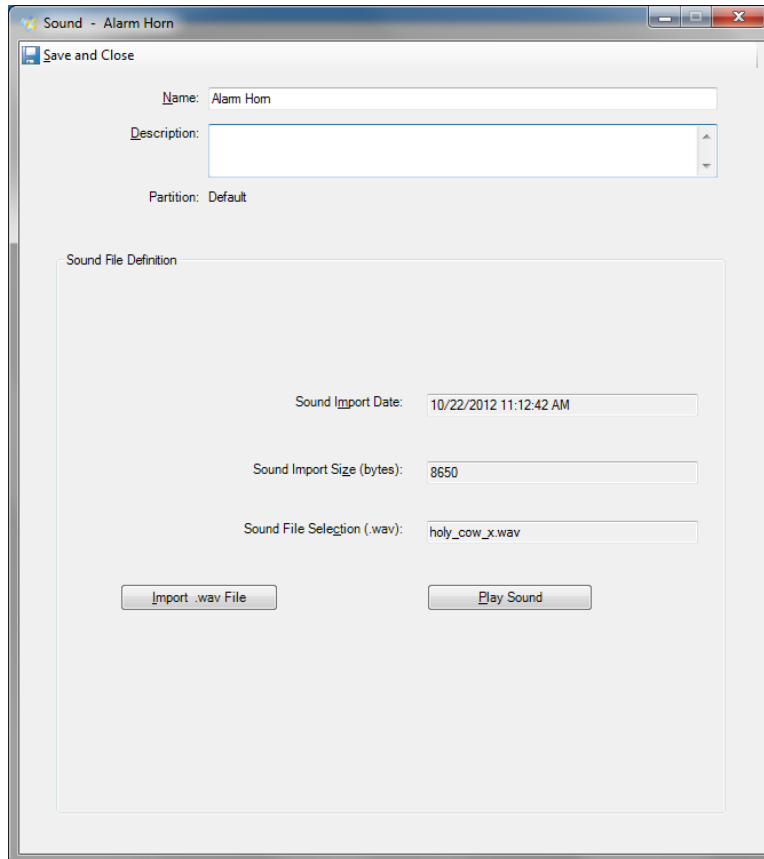 Sound - Alarm Horn
Save and Close
Name: Alarm Horn
Description:
Partition: Default
Sound File Definition
Sound Import Date: 10/22/2012 11:12:42 AM
Sound Import Size (bytes): 8650
Sound File Selection (.wav): holy_cow_x.wav
Import .wav File Play Sound